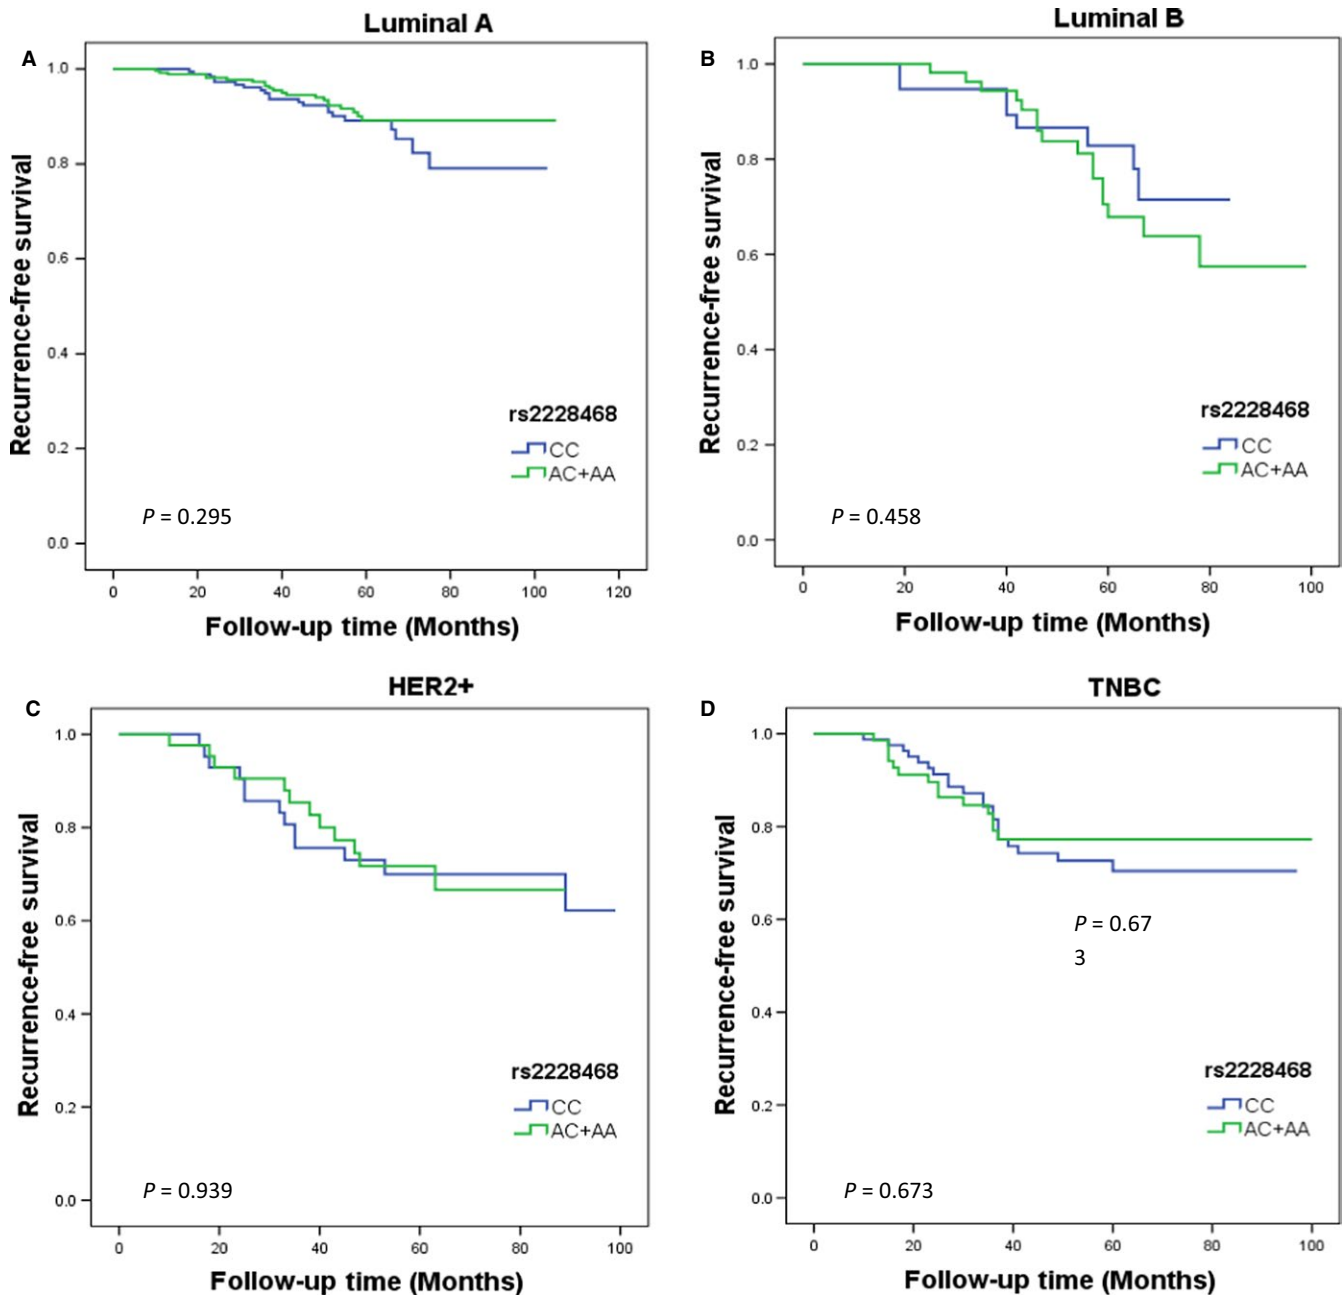 Luminal A
A
1.0
0.8
0.6
0.4
0.2
0.0
Recurrence-free survival
rs2228468
CC
AC+AA
P = 0.295
0 20 40 60 80 100 120
Follow-up time (Months)
Luminal B
B
1.0
0.8
0.6
0.4
0.2
0.0
Recurrence-free survival
rs2228468
CC
AC+AA
P = 0.458
0 20 40 60 80 100
Follow-up time (Months)
HER2+
C
1.0
0.8
0.6
0.4
0.2
0.0
Recurrence-free survival
rs2228468
CC
AC+AA
P = 0.939
0 20 40 60 80 100
Follow-up time (Months)
TNBC
D
1.0
0.8
0.6
0.4
0.2
0.0
Recurrence-free survival
P = 0.67
3
rs2228468
CC
AC+AA
P = 0.673
0 20 40 60 80 100
Follow-up time (Months)